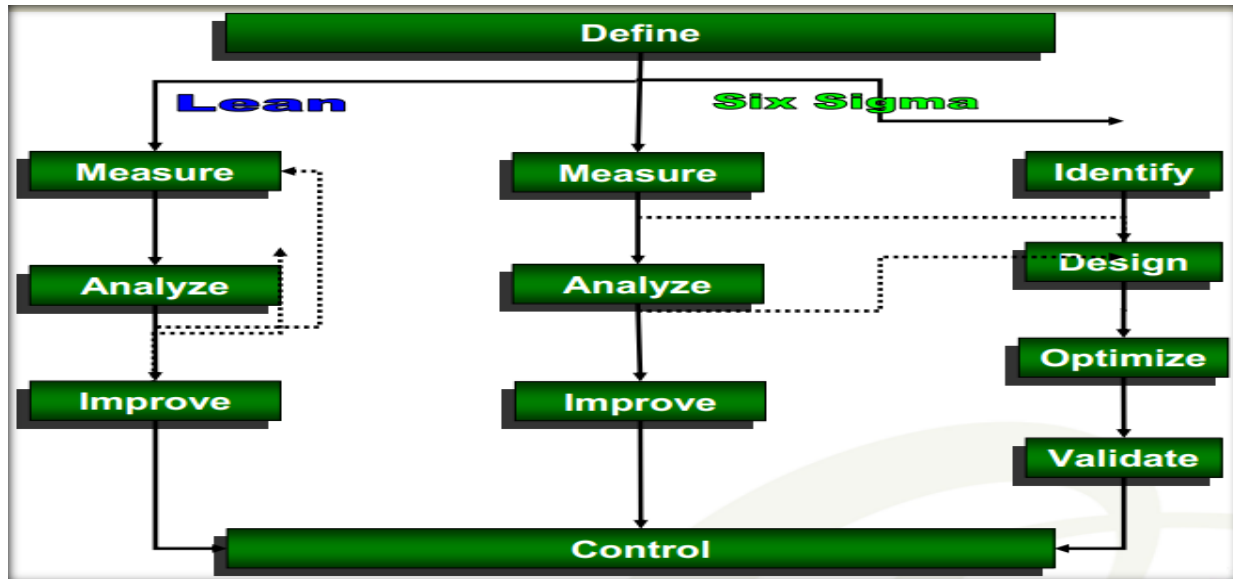 Define
Lean
Six Sigma
Measure
Measure
Identify
Analyze
Analyze
Design
Improve
Improve
Optimize
Validate
Control